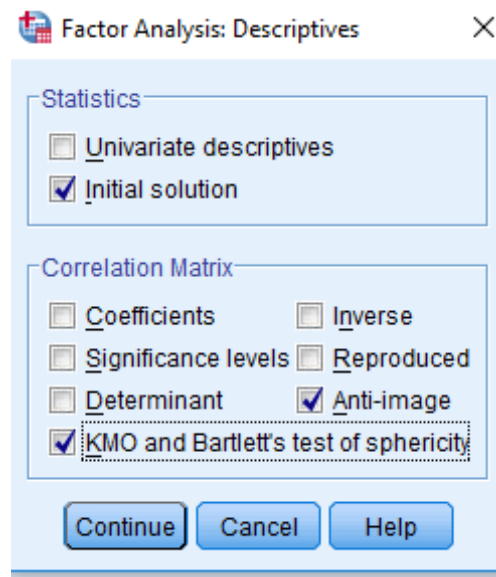 Factor Analysis: Descriptives
Statistics
Univariate descriptives
Initial solution
Correlation Matrix
Coefficients Inverse
Significance levels Reproduced
Determinant Anti-image
KMO and Bartlett's test of sphericity
Continue Cancel Help